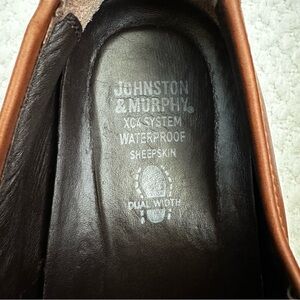 JOHNSTON
& MURPHY®
XC4 SYSTEM
WATERPROOF
SHEEPSKIN
DUAL WIDTH